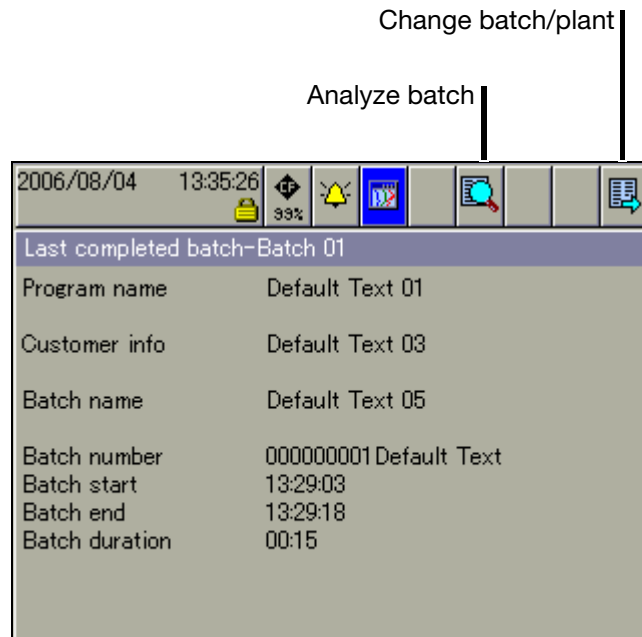 Change batch/plant
Analyze batch
2006/08/04 13:35:26
CF
99%
Last completed batch-Batch 01
Program name Default Text 01
Customer info Default Text 03
Batch name Default Text 05
Batch number 000000001Default Text
Batch start 13:29:03
Batch end 13:29:18
Batch duration 00:15